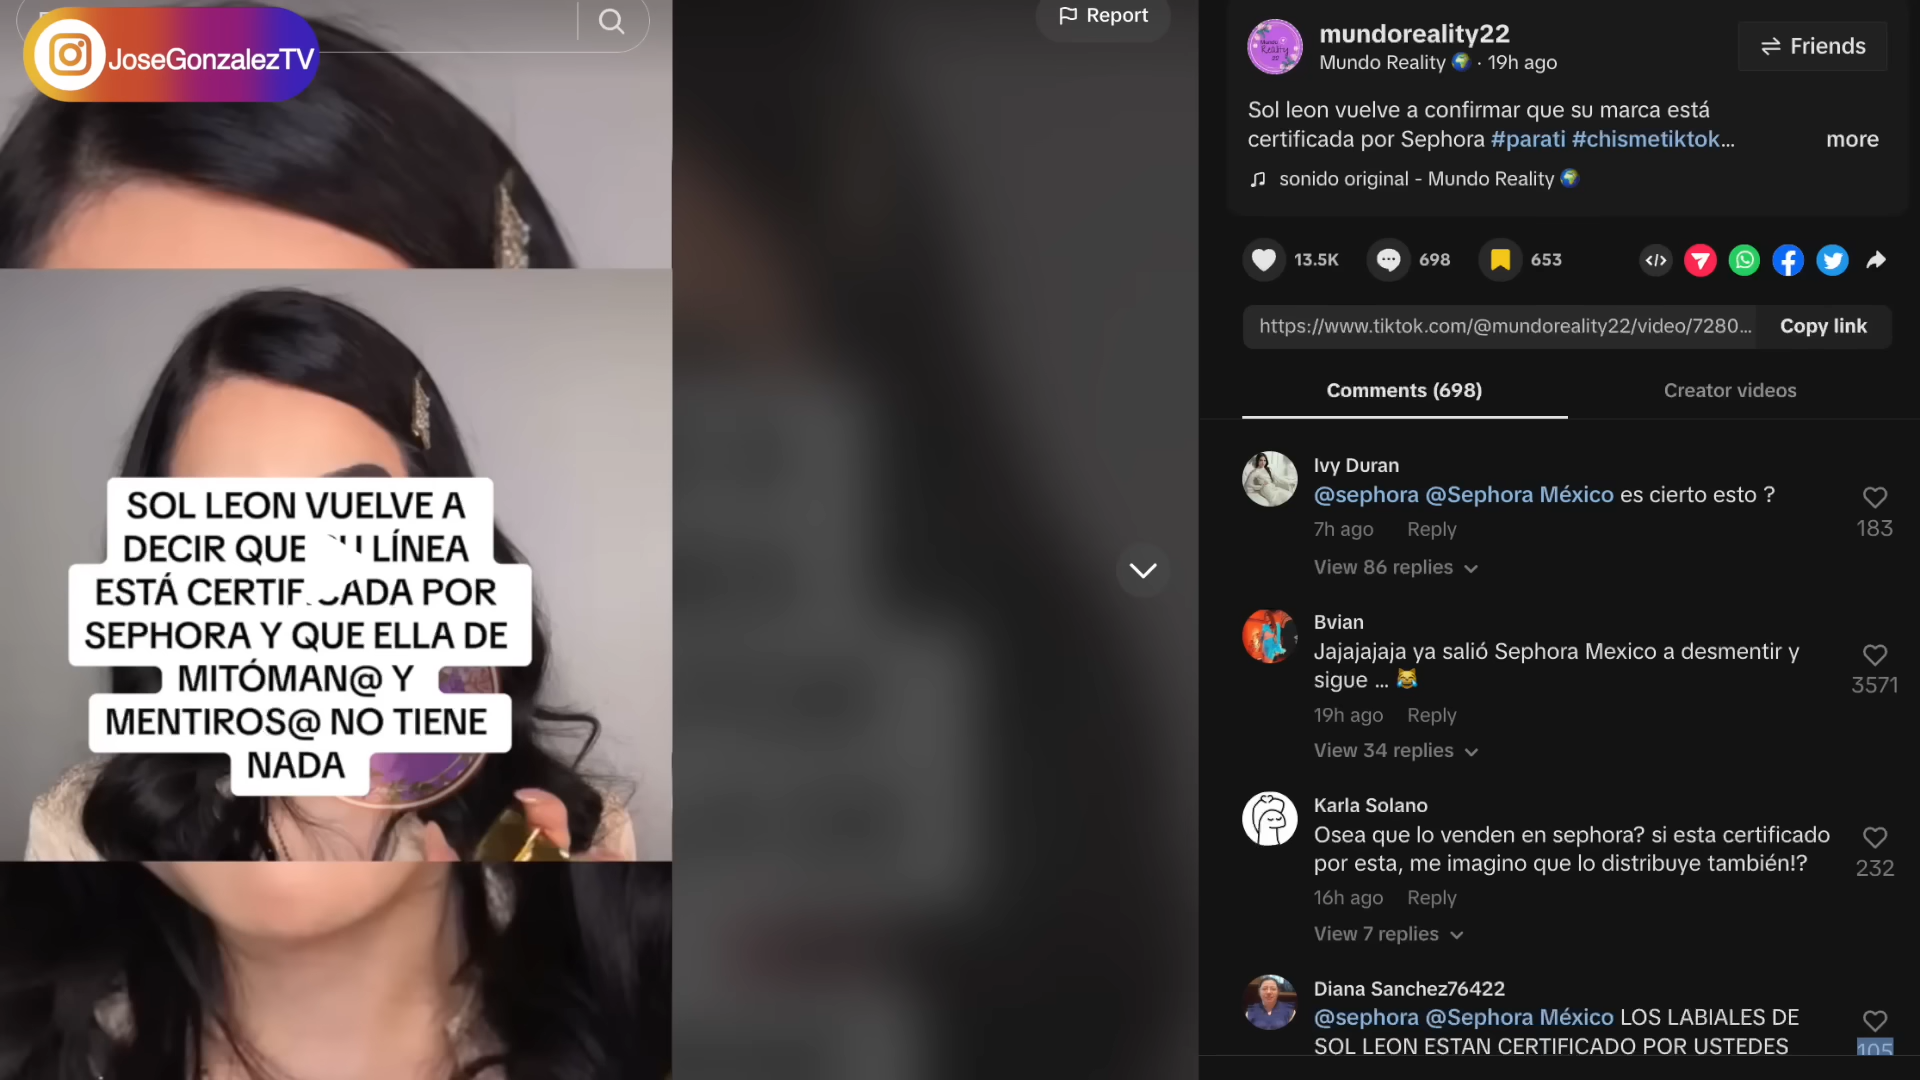 JoseGonzalezTV
SOL LEON VUELVE A
DECIR QUE SU LÍNEA
ESTÁ CERTIFICADA POR
SEPHORA Y QUE ELLA DE
MITÓMAN@ Y
MENTIROS@ NO TIENE
NADA
Report
mundoreality22
Mundo Reality 🌍 · 19h ago
Friends
Sol leon vuelve a confirmar que su marca está
certificada por Sephora #parati #chismetiktok...
more
sonido original - Mundo Reality 🌍
13.5K
698
653
https://www.tiktok.com/@mundoreality22/video/7280...
Copy link
Comments (698)
Creator videos
Ivy Duran
@sephora @Sephora México es cierto esto ?
183
7h ago Reply
View 86 replies
Bvian
Jajajajaja ya salió Sephora Mexico a desmentir y
sigue ... 😹
3571
19h ago Reply
View 34 replies
Karla Solano
Osea que lo venden en sephora? si esta certificado
por esta, me imagino que lo distribuye también!?
232
16h ago Reply
View 7 replies
Diana Sanchez76422
@sephora @Sephora México LOS LABIALES DE
SOL LEON ESTAN CERTIFICADO POR USTEDES
105